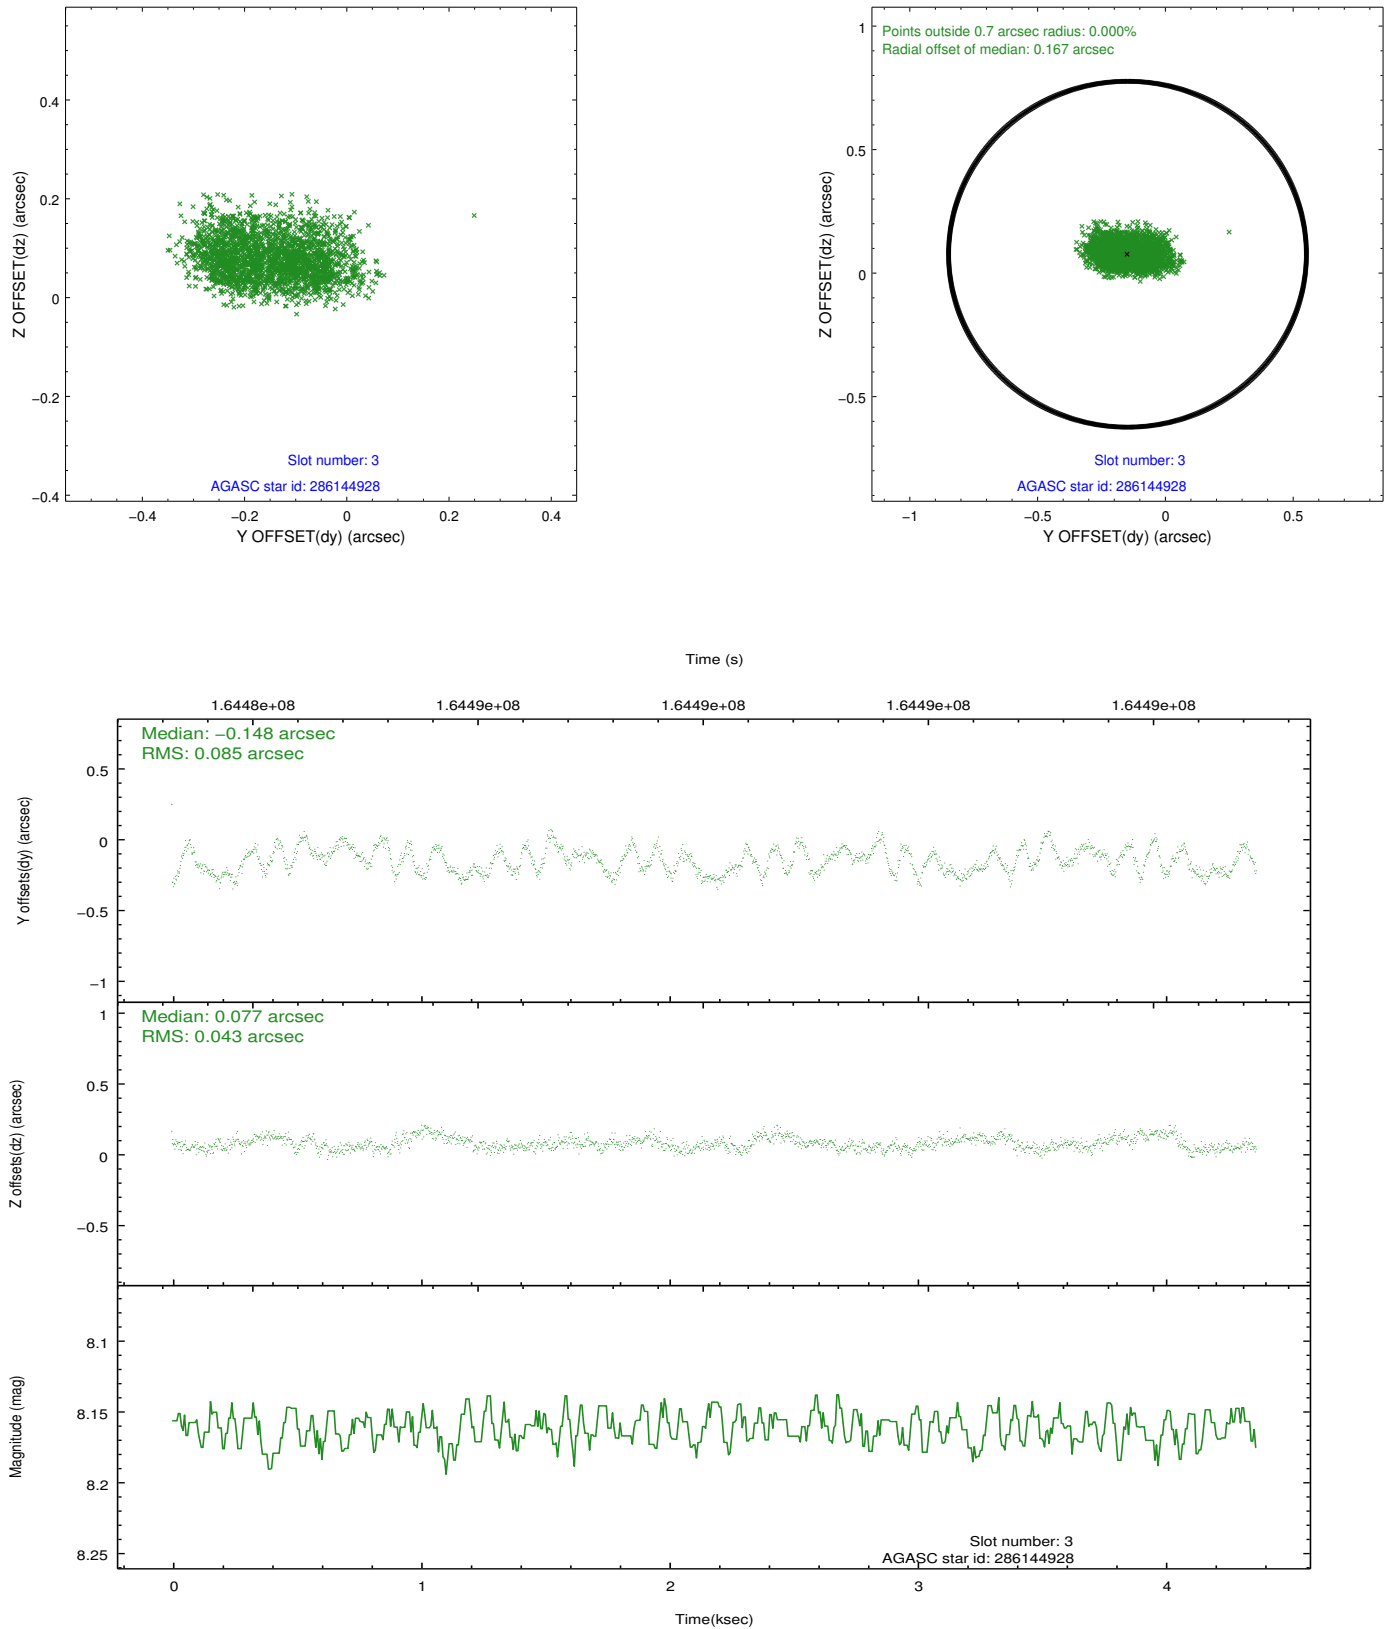 0.4
0.2
0
−0.2
−0.4
Z OFFSET(dz) (arcsec)
Slot number: 3
AGASC star id: 286144928
−0.4
−0.2
0
0.2
0.4
Y OFFSET(dy) (arcsec)
Points outside 0.7 arcsec radius: 0.000%
Radial offset of median: 0.167 arcsec
1
0.5
0
−0.5
Z OFFSET(dz) (arcsec)
Slot number: 3
AGASC star id: 286144928
−1
−0.5
0
0.5
Y OFFSET(dy) (arcsec)
Time (s)
1.6448e+08
1.6449e+08
1.6449e+08
1.6449e+08
1.6449e+08
Median: −0.148 arcsec
RMS: 0.085 arcsec
0.5
0
−0.5
−1
Y offsets(dy) (arcsec)
Median: 0.077 arcsec
RMS: 0.043 arcsec
1
0.5
0
−0.5
Z offsets(dz) (arcsec)
8.1
8.15
8.2
8.25
Magnitude (mag)
Slot number: 3
AGASC star id: 286144928
0
1
2
3
4
Time(ksec)